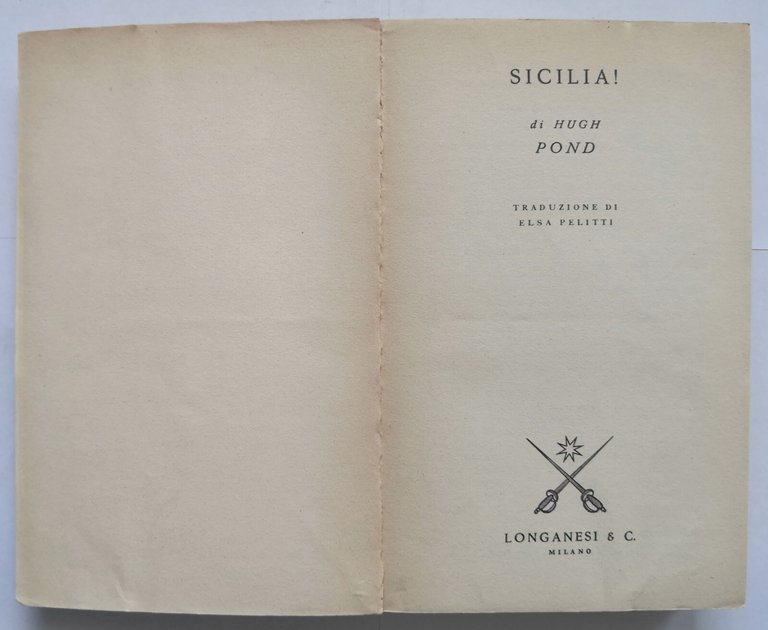 SICILIA!
di HUGH
POND
TRADUZIONE DI
ELSA PELITTI
LONGANESI & C.
MILANO